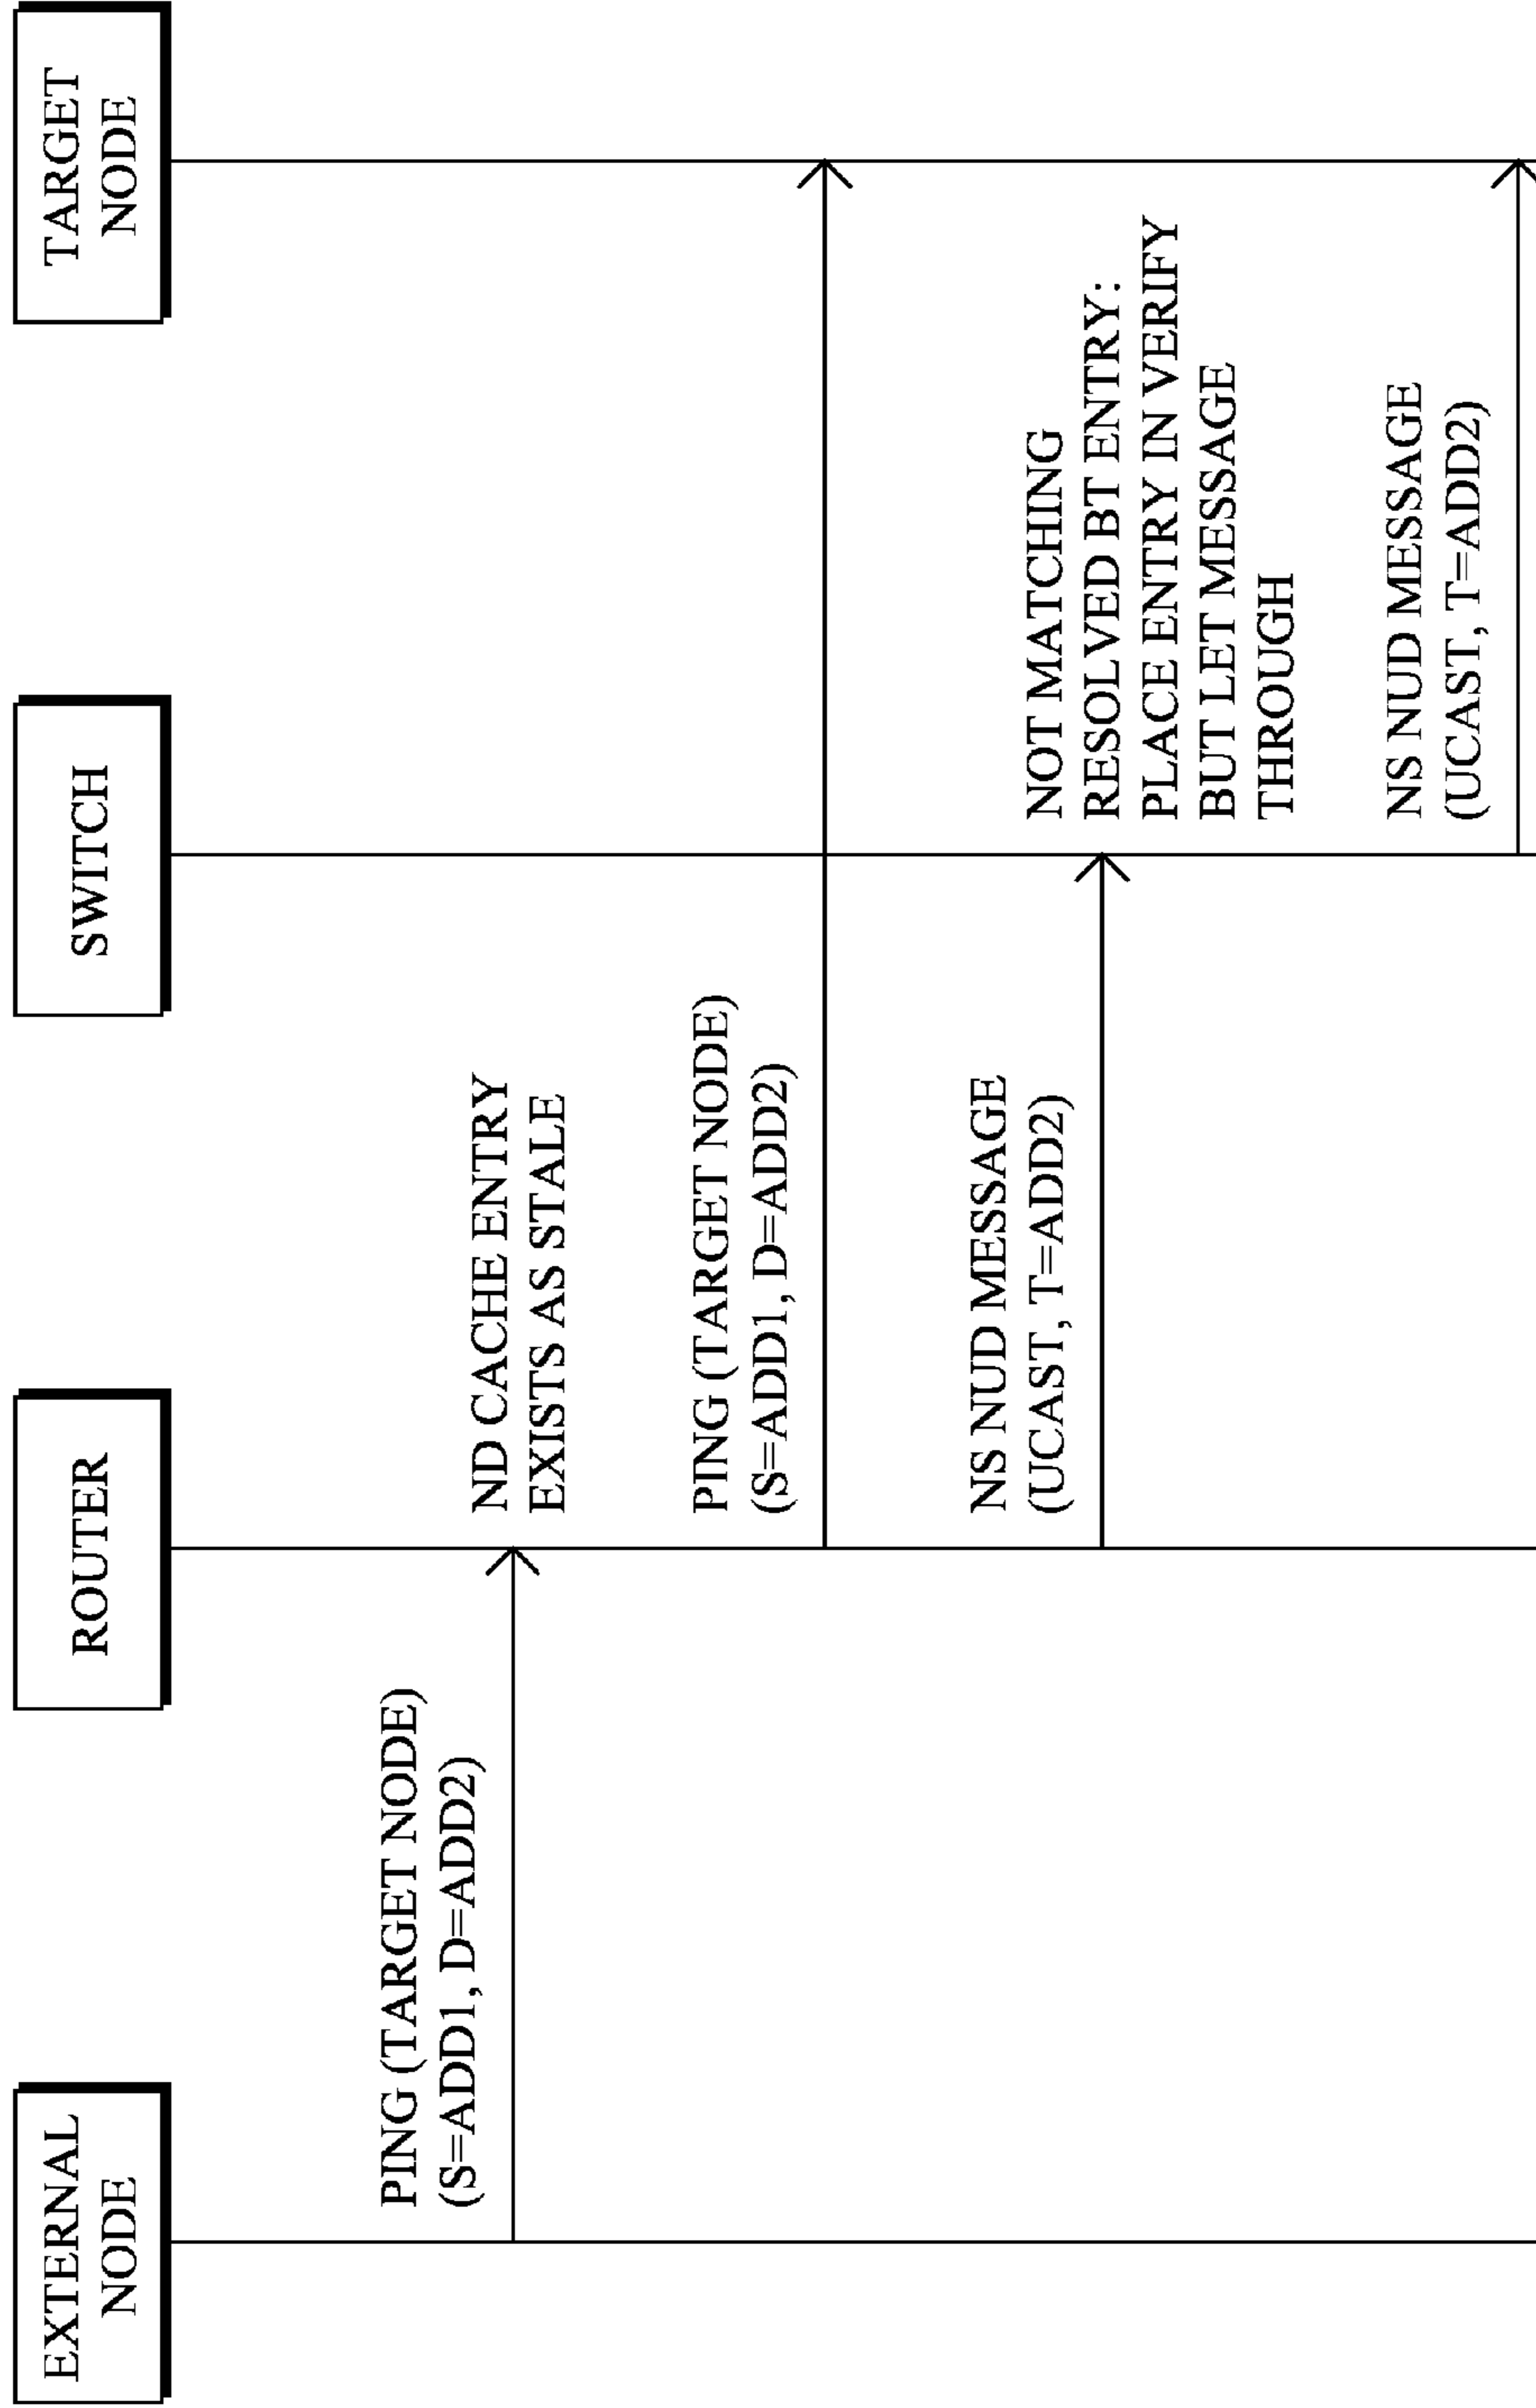 EXTERNAL
NODE
ROUTER
SWITCH
TARGET
NODE
PING (TARGET NODE)
(S=ADD1, D=ADD2)
ND CACHE ENTRY
EXISTS AS STALE
PING (TARGET NODE)
(S=ADD1, D=ADD2)
NS NUD MESSAGE
(UCAST, T=ADD2)
NOT MATCHING
RESOLVED BT ENTRY:
PLACE ENTRY IN VERIFY
BUT LET MESSAGE
THROUGH
NS NUD MESSAGE
(UCAST, T=ADD2)